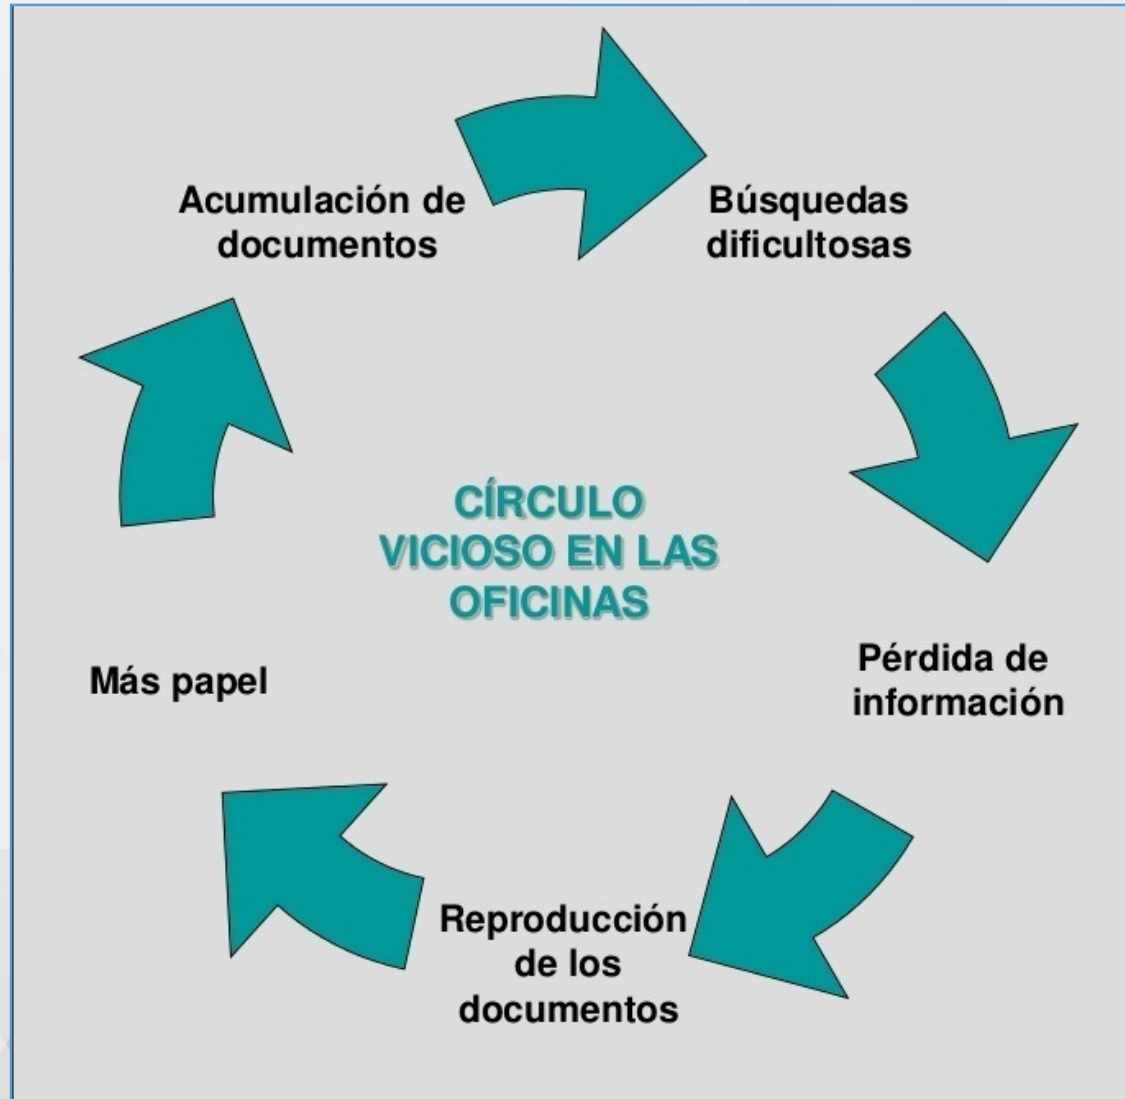 Acumulación de
documentos
Búsquedas
dificultosas
CÍRCULO
VICIOSO EN LAS
OFICINAS
Pérdida de
información
Más papel
Reproducción
de los
documentos